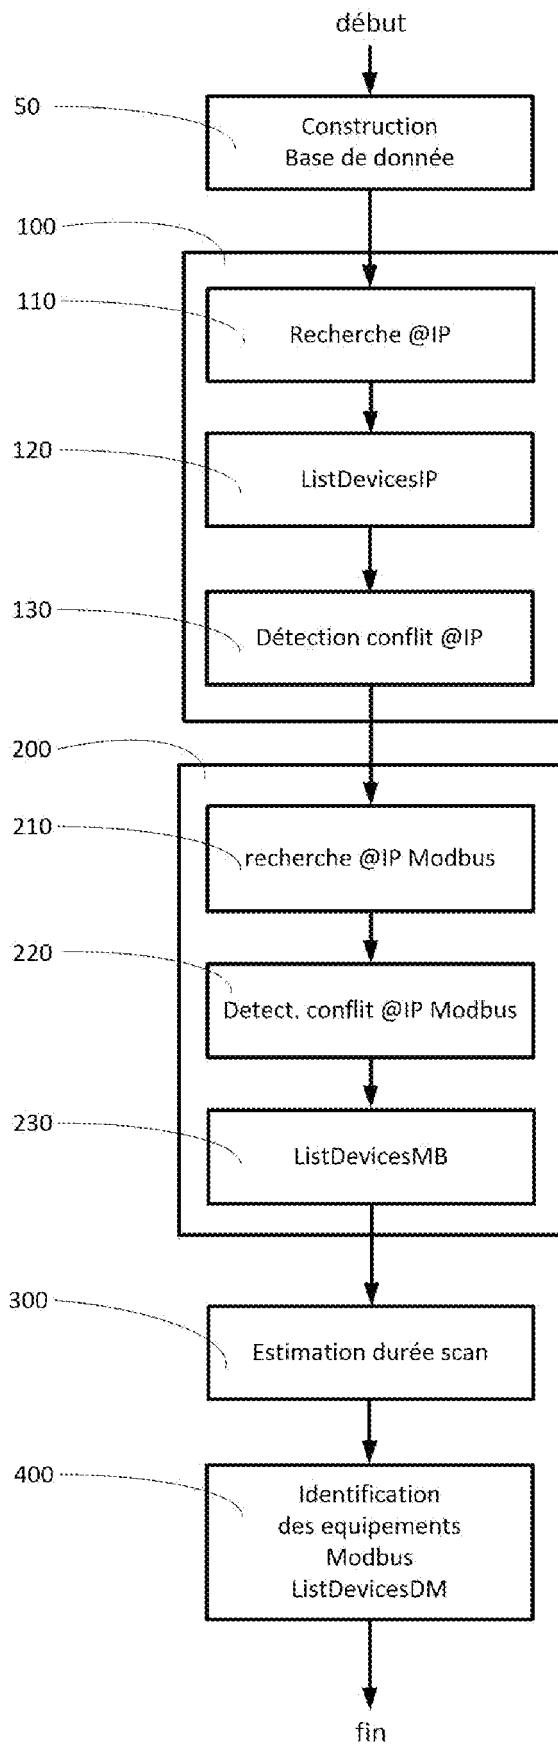 début
50
Construction
Base de donnée
100
110
Recherche @IP
120
ListDevicesIP
130
Détection conflit @IP
200
210
recherche @IP Modbus
220
Detect. conflit @IP Modbus
230
ListDevicesMB
300
Estimation durée scan
400
Identification
des equipements
Modbus
ListDevicesDM
fin